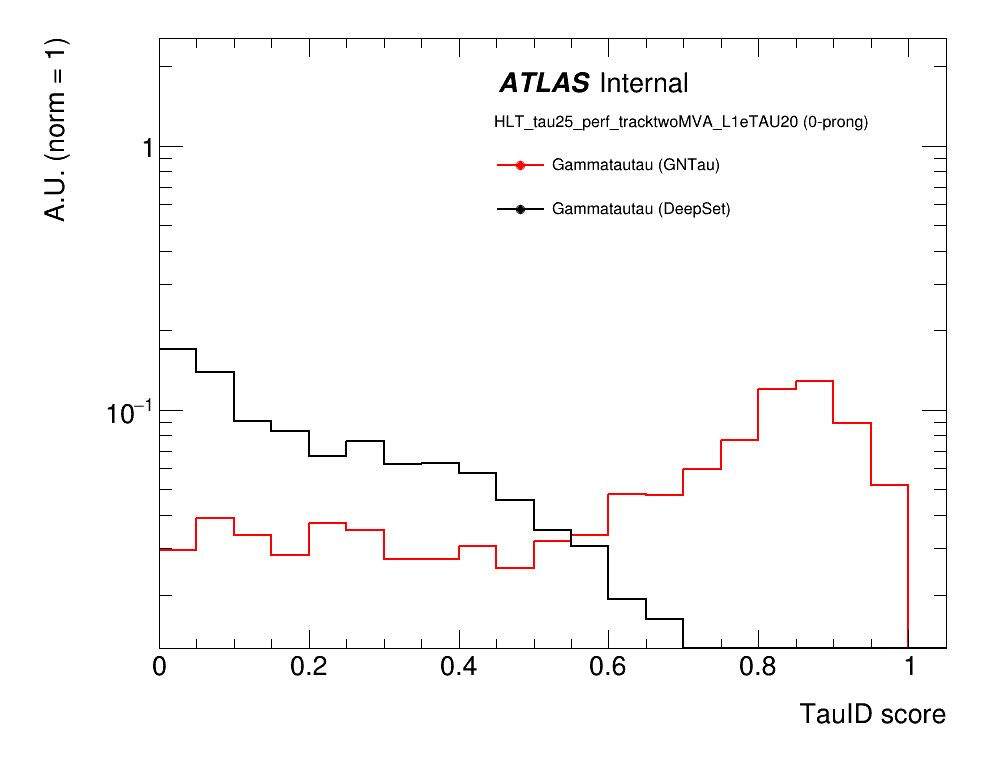 A.U. (norm = 1)
ATLAS Internal
HLT_tau25_perf_tracktwoMVA_L1eTAU20 (0-prong)
Gammatautau (GNTau)
Gammatautau (DeepSet)
1
10⁻¹
0 0.2 0.4 0.6 0.8 1
TauID score